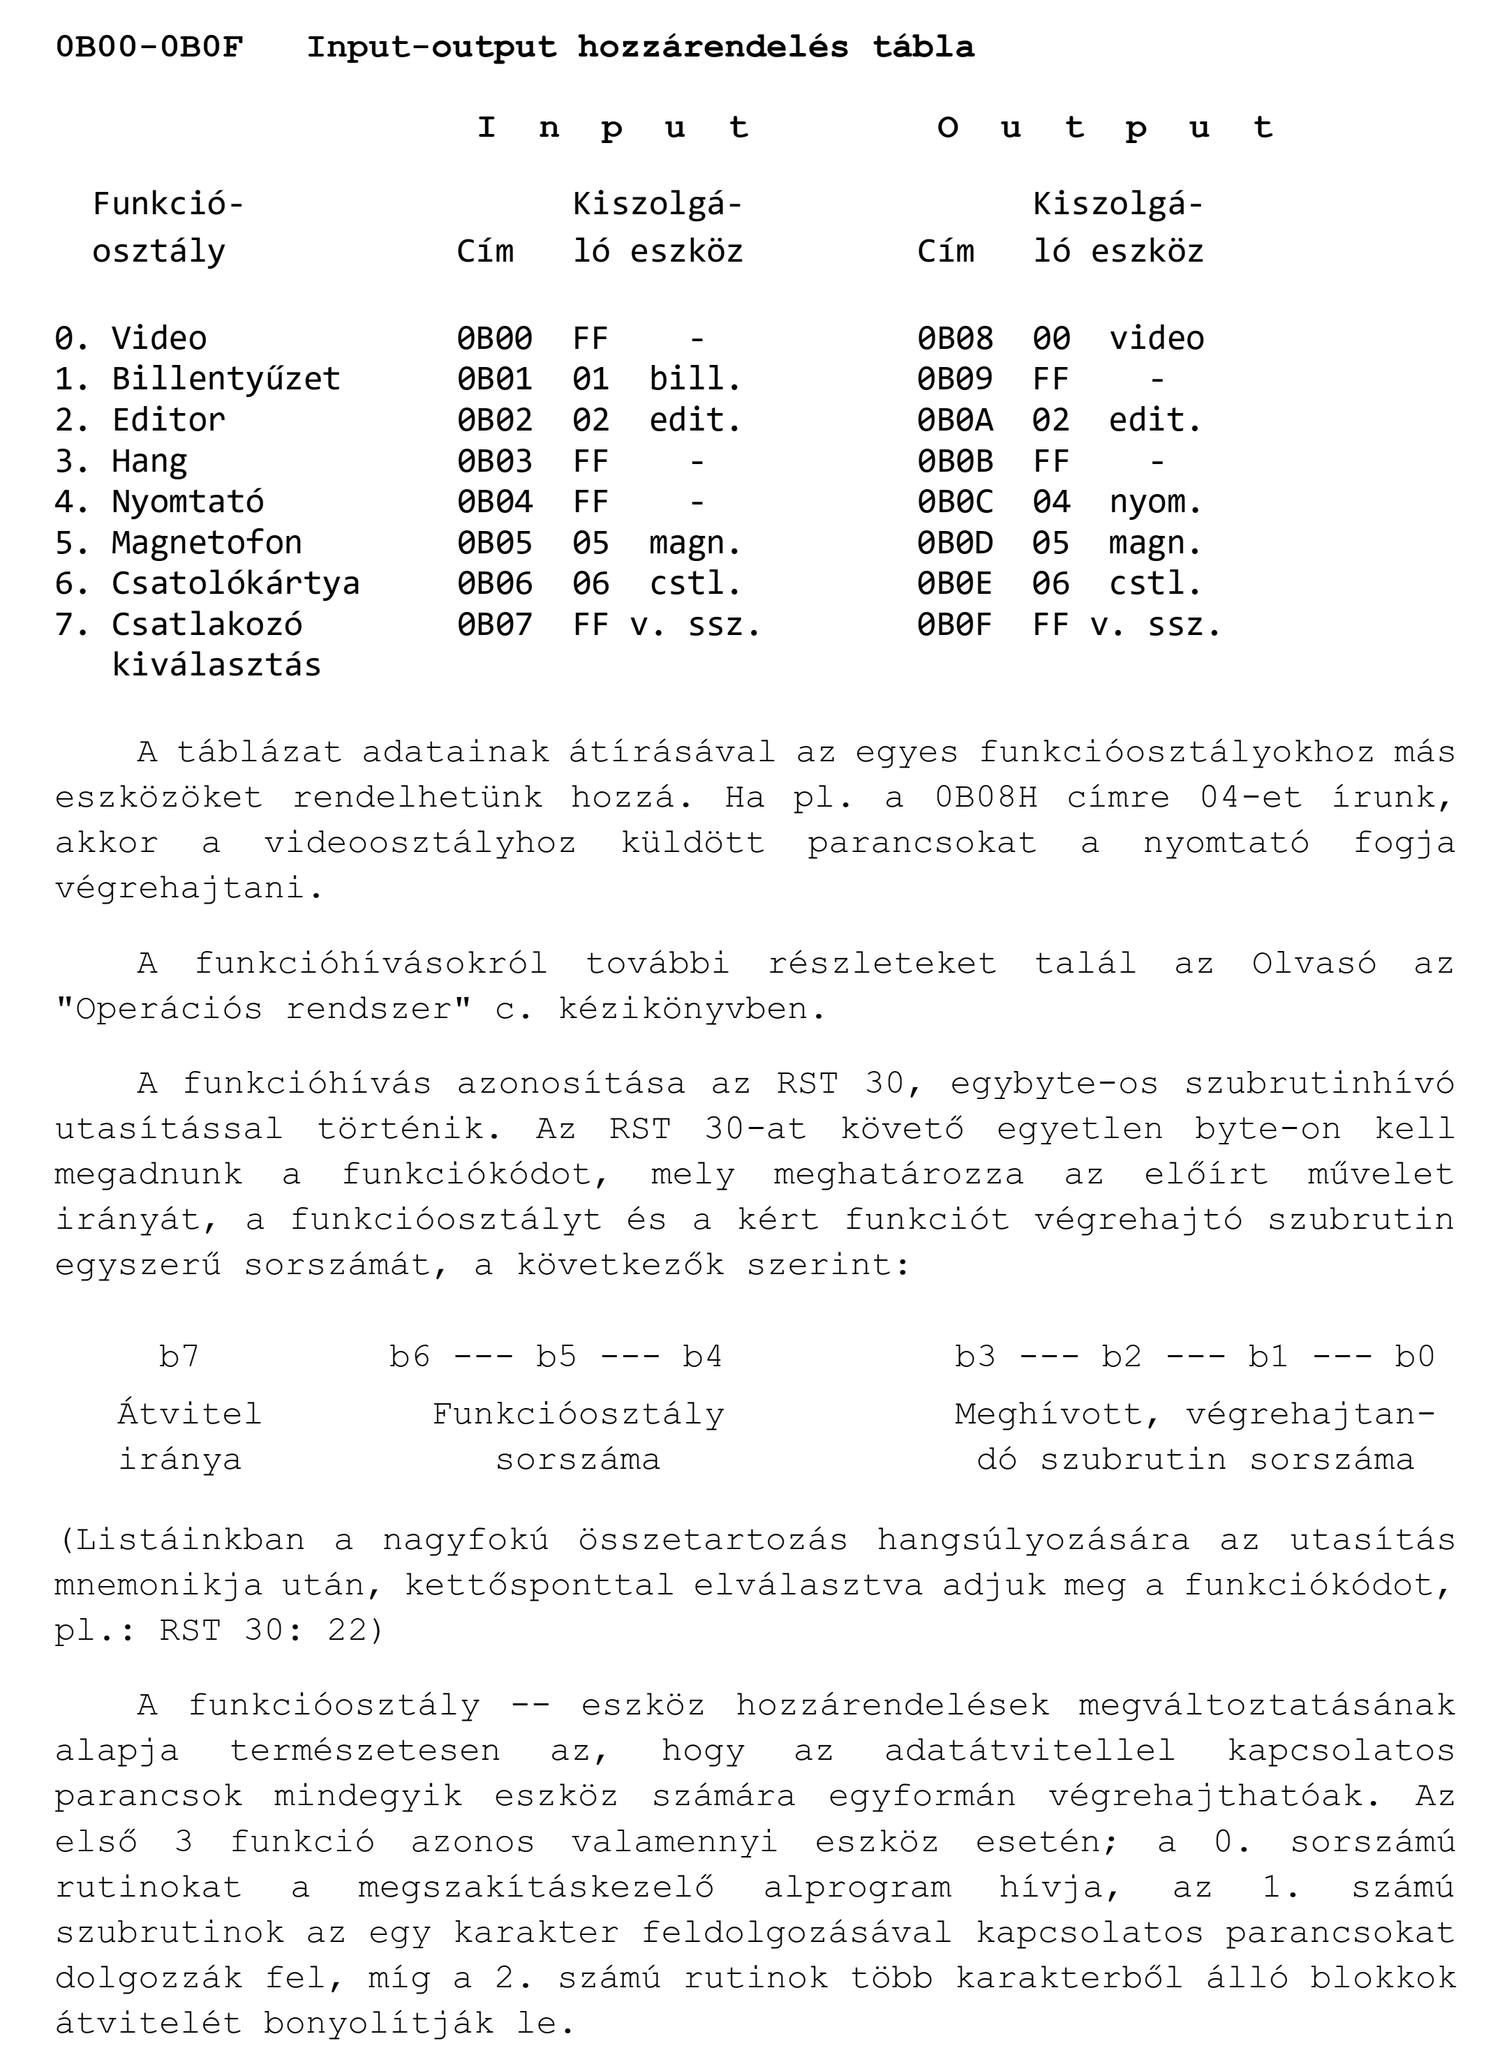 0B00-0B0F   Input-output hozzárendelés tábla
I n p u t   O u t p u t
Funkció-   Kiszolgá-   Kiszolgá-
osztály   Cím   ló eszköz   Cím   ló eszköz
0. Video   0B00   FF   -   0B08   00   video
1. Billentyűzet   0B01   01   bill.   0B09   FF   -
2. Editor   0B02   02   edit.   0B0A   02   edit.
3. Hang   0B03   FF   -   0B0B   FF   -
4. Nyomtató   0B04   FF   -   0B0C   04   nyom.
5. Magnetofon   0B05   05   magn.   0B0D   05   magn.
6. Csatolókártya   0B06   06   cstl.   0B0E   06   cstl.
7. Csatlakozó   0B07   FF v. ssz.   0B0F   FF v. ssz.
kiválasztás
A táblázat adatainak átírásával az egyes funkcióosztályokhoz más
eszközöket rendelhetünk hozzá. Ha pl. a 0B08H címre 04-et írunk,
akkor a videoosztályhoz küldött parancsokat a nyomtató fogja
végrehajtani.
A funkcióhívásokról további részleteket talál az Olvasó az
"Operációs rendszer" c. kézikönyvben.
A funkcióhívás azonosítása az RST 30, egybyte-os szubrutinhívó
utasítással történik. Az RST 30-at követő egyetlen byte-on kell
megadnunk a funkciókódot, mely meghatározza az előírt művelet
irányát, a funkcióosztályt és a kért funkciót végrehajtó szubrutin
egyszerű sorszámát, a következők szerint:
b7   b6 --- b5 --- b4   b3 --- b2 --- b1 --- b0
Átvitel   Funkcióosztály   Meghívott, végrehajtan-
iránya   sorszáma   dó szubrutin sorszáma
(Listáinkban a nagyfokú összetartozás hangsúlyozására az utasítás
mnemonikja után, kettősponttal elválasztva adjuk meg a funkciókódot,
pl.: RST 30: 22)
A funkcióosztály -- eszköz hozzárendelések megváltoztatásának
alapja természetesen az, hogy az adatátvitellel kapcsolatos
parancsok mindegyik eszköz számára egyformán végrehajthatóak. Az
első 3 funkció azonos valamennyi eszköz esetén; a 0. sorszámú
rutinokat a megszakításkezelő alprogram hívja, az 1. számú
szubrutinok az egy karakter feldolgozásával kapcsolatos parancsokat
dolgozzák fel, míg a 2. számú rutinok több karakterből álló blokkok
átvitelét bonyolítják le.